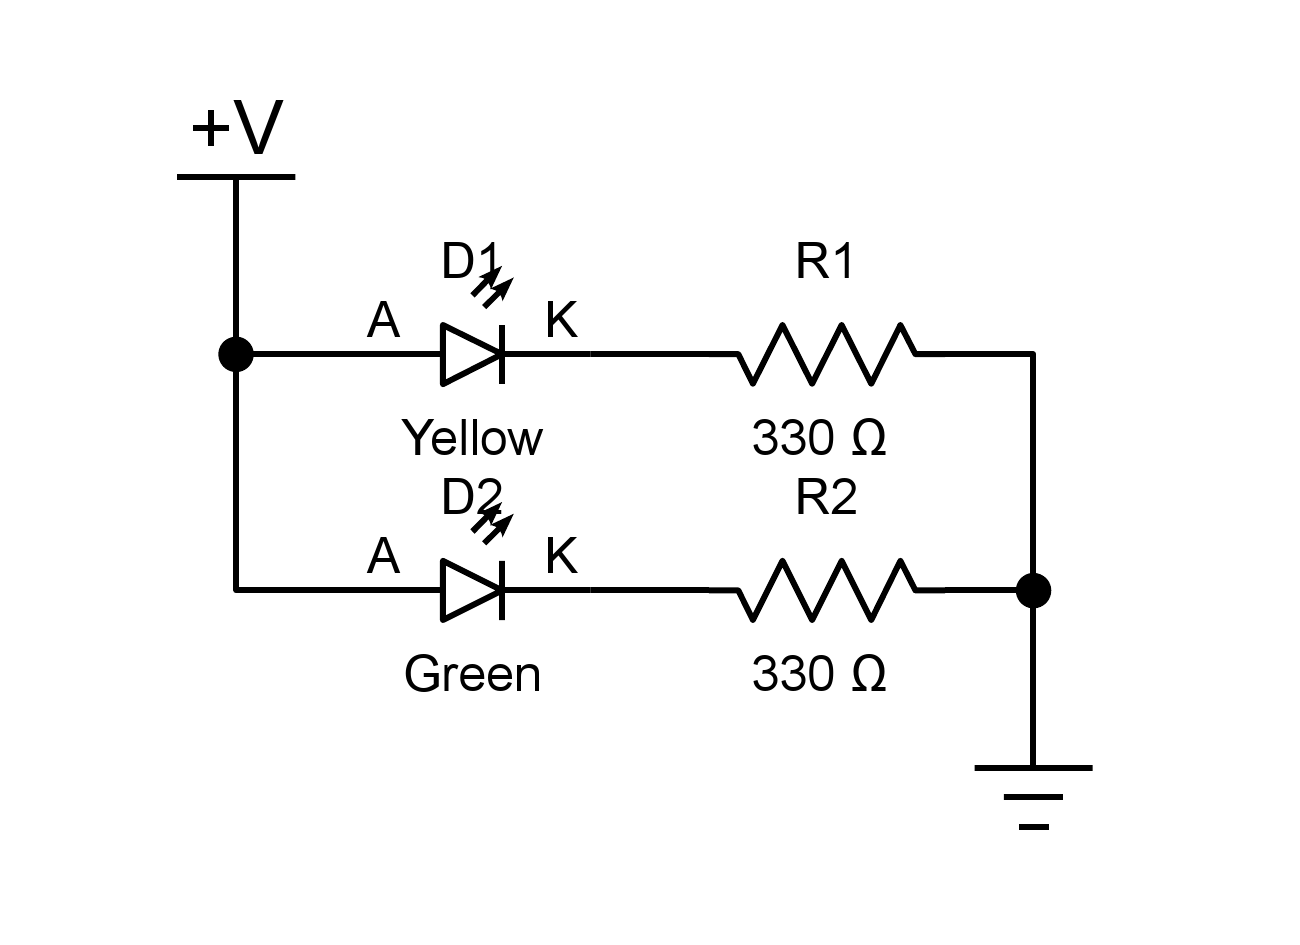 +V
D1
R1
A K
Yellow
330 Ω
D2
R2
A K
Green
330 Ω